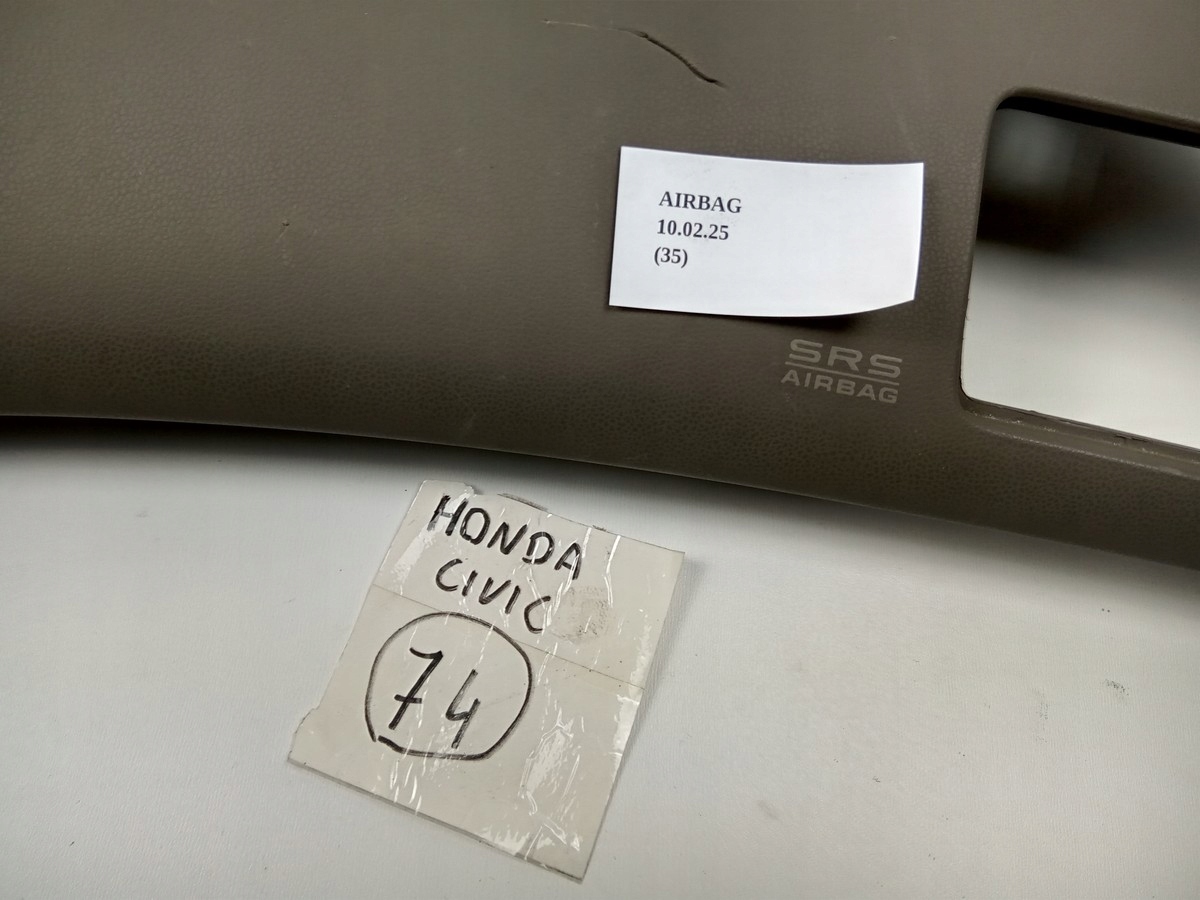 AIRBAG
10.02.25
(35)
SRS
AIRBAG
HONDA
CIVIC
74